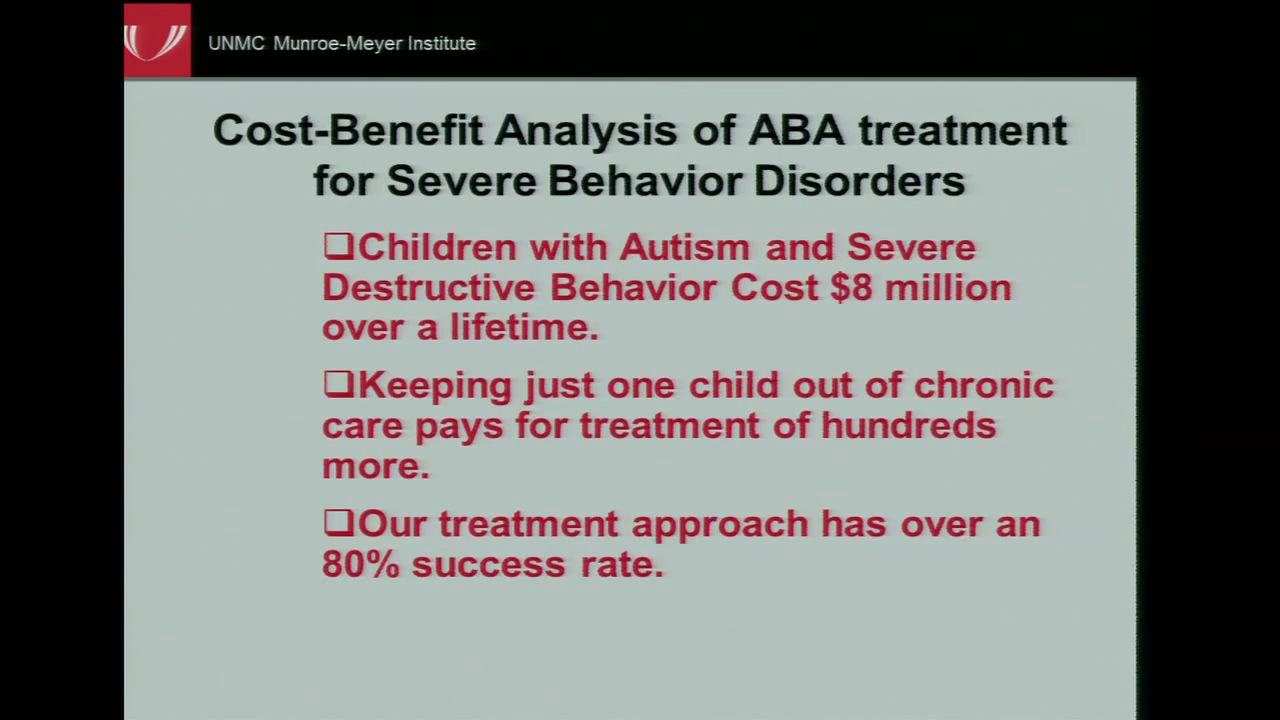 UNMC Munroe-Meyer Institute
Cost-Benefit Analysis of ABA treatment
for Severe Behavior Disorders
❑Children with Autism and Severe
Destructive Behavior Cost $8 million
over a lifetime.
❑Keeping just one child out of chronic
care pays for treatment of hundreds
more.
❑Our treatment approach has over an
80% success rate.